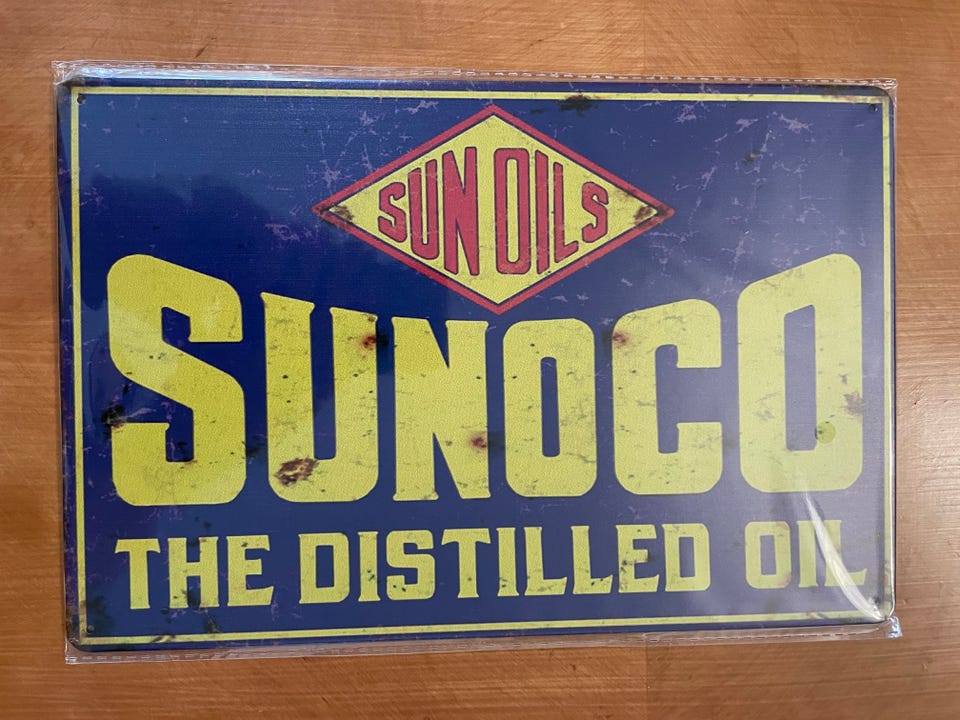 SUN OILS
SUNOCO
THE DISTILLED OIL